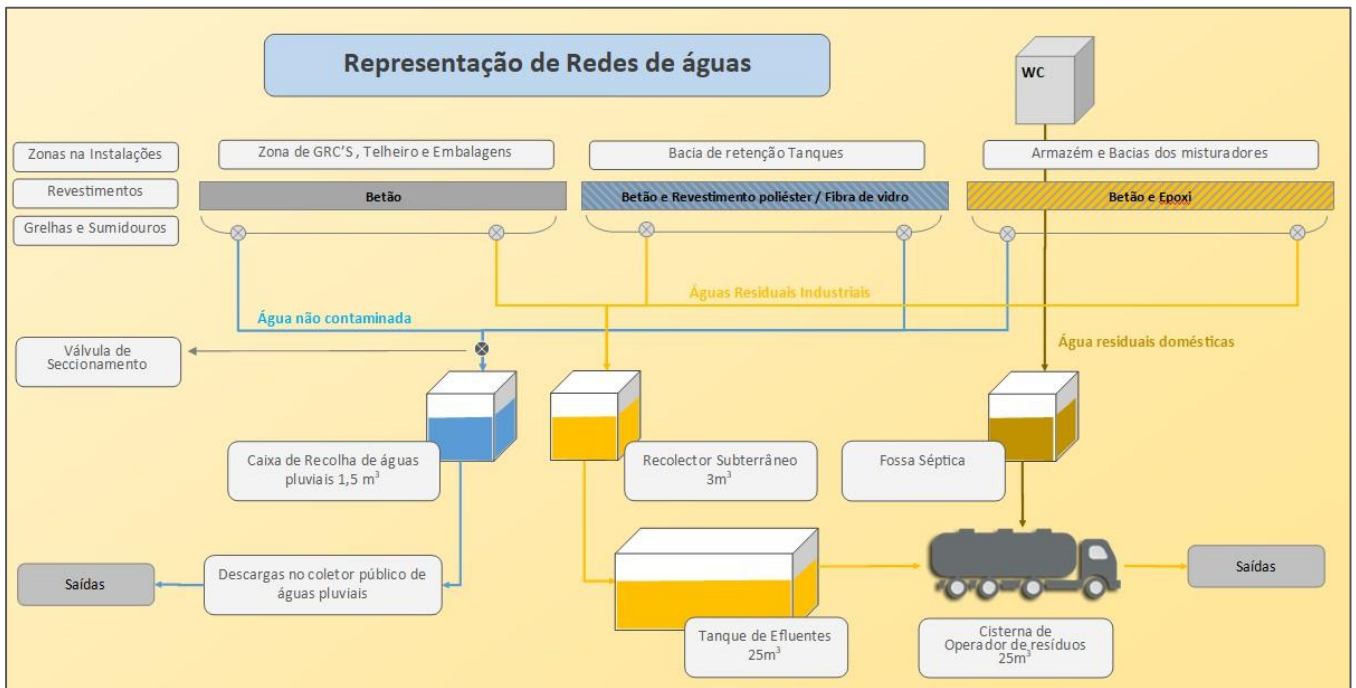 Representação de Redes de águas
WC
Zonas na Instalações
Zona de GRC'S , Telheiro e Embalagens
Bacia de retenção Tanques
Armazém e Bacias dos misturadores
Revestimentos
Betão
Betão e Revestimento poliéster / Fibra de vidro
Betão e Epoxi
Grelhas e Sumidouros
Águas Residuais Industriais
Água não contaminada
Água residuais domésticas
Válvula de
Seccionamento
Caixa de Recolha de águas
pluviais 1,5 m³
Recolector Subterrâneo
3m³
Fossa Séptica
Saídas
Descargas no coletor público de
águas pluviais
Saídas
Tanque de Efluentes
25m³
Cisterna de
Operador de resíduos
25m³